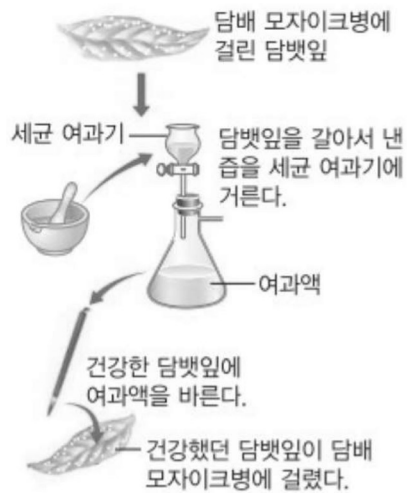 담배 모자이크병에
걸린 담뱃잎
세균 여과기
담뱃잎을 갈아서 낸
즙을 세균 여과기에
거른다.
여과액
건강한 담뱃잎에
여과액을 바른다.
건강했던 담뱃잎이 담배
모자이크병에 걸렸다.